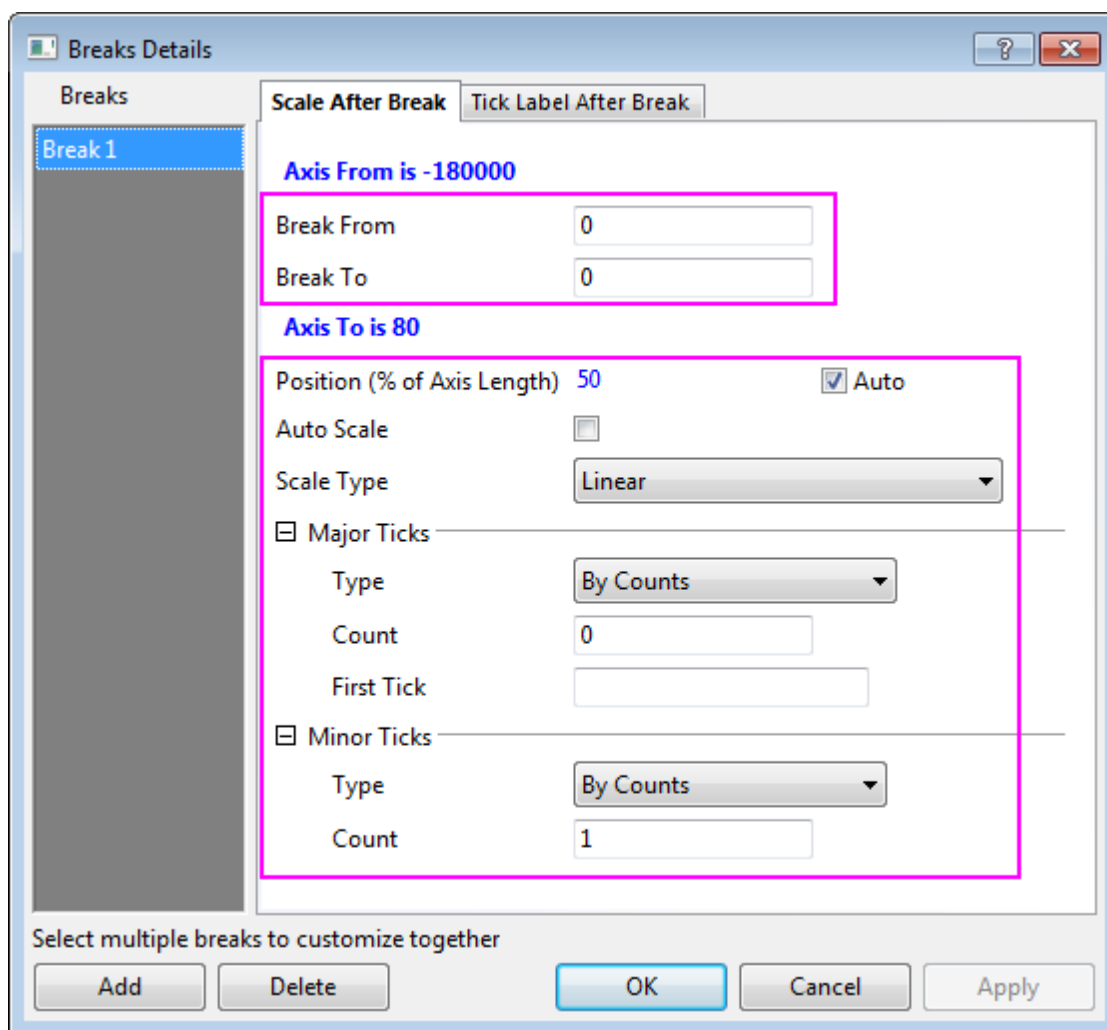 Breaks Details
Breaks
Scale After Break
Tick Label After Break
Break 1
Axis From is -180000
Break From 0
Break To 0
Axis To is 80
Position (% of Axis Length) 50 Auto
Auto Scale
Scale Type Linear
Major Ticks
Type By Counts
Count 0
First Tick
Minor Ticks
Type By Counts
Count 1
Select multiple breaks to customize together
Add Delete OK Cancel Apply